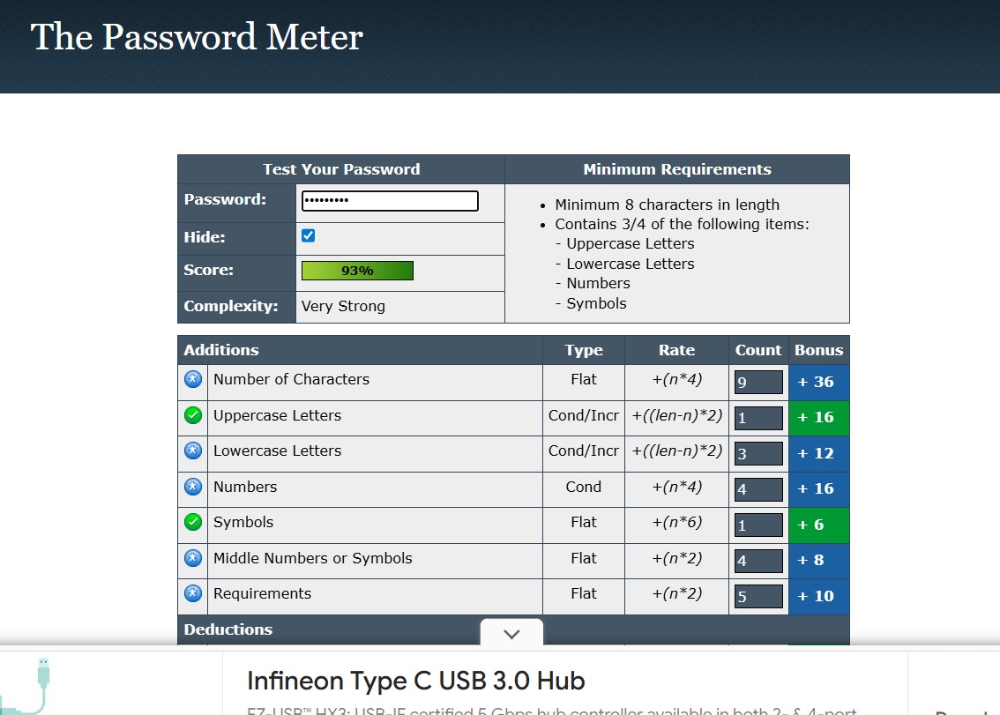 The Password Meter
Test Your Password Minimum Requirements
Password: •••••••••
Hide:
Score: 93%
Complexity: Very Strong
• Minimum 8 characters in length
• Contains 3/4 of the following items:
- Uppercase Letters
- Lowercase Letters
- Numbers
- Symbols
Additions Type Rate Count Bonus
Number of Characters Flat +(n*4) 9 + 36
Uppercase Letters Cond/Incr +((len-n)*2) 1 + 16
Lowercase Letters Cond/Incr +((len-n)*2) 3 + 12
Numbers Cond +(n*4) 4 + 16
Symbols Flat +(n*6) 1 + 6
Middle Numbers or Symbols Flat +(n*2) 4 + 8
Requirements Flat +(n*2) 5 + 10
Deductions
Infineon Type C USB 3.0 Hub
EZ-USB™ HX3: USB-IF certified 5 Gbps hub controller available in both 2- & 4-port